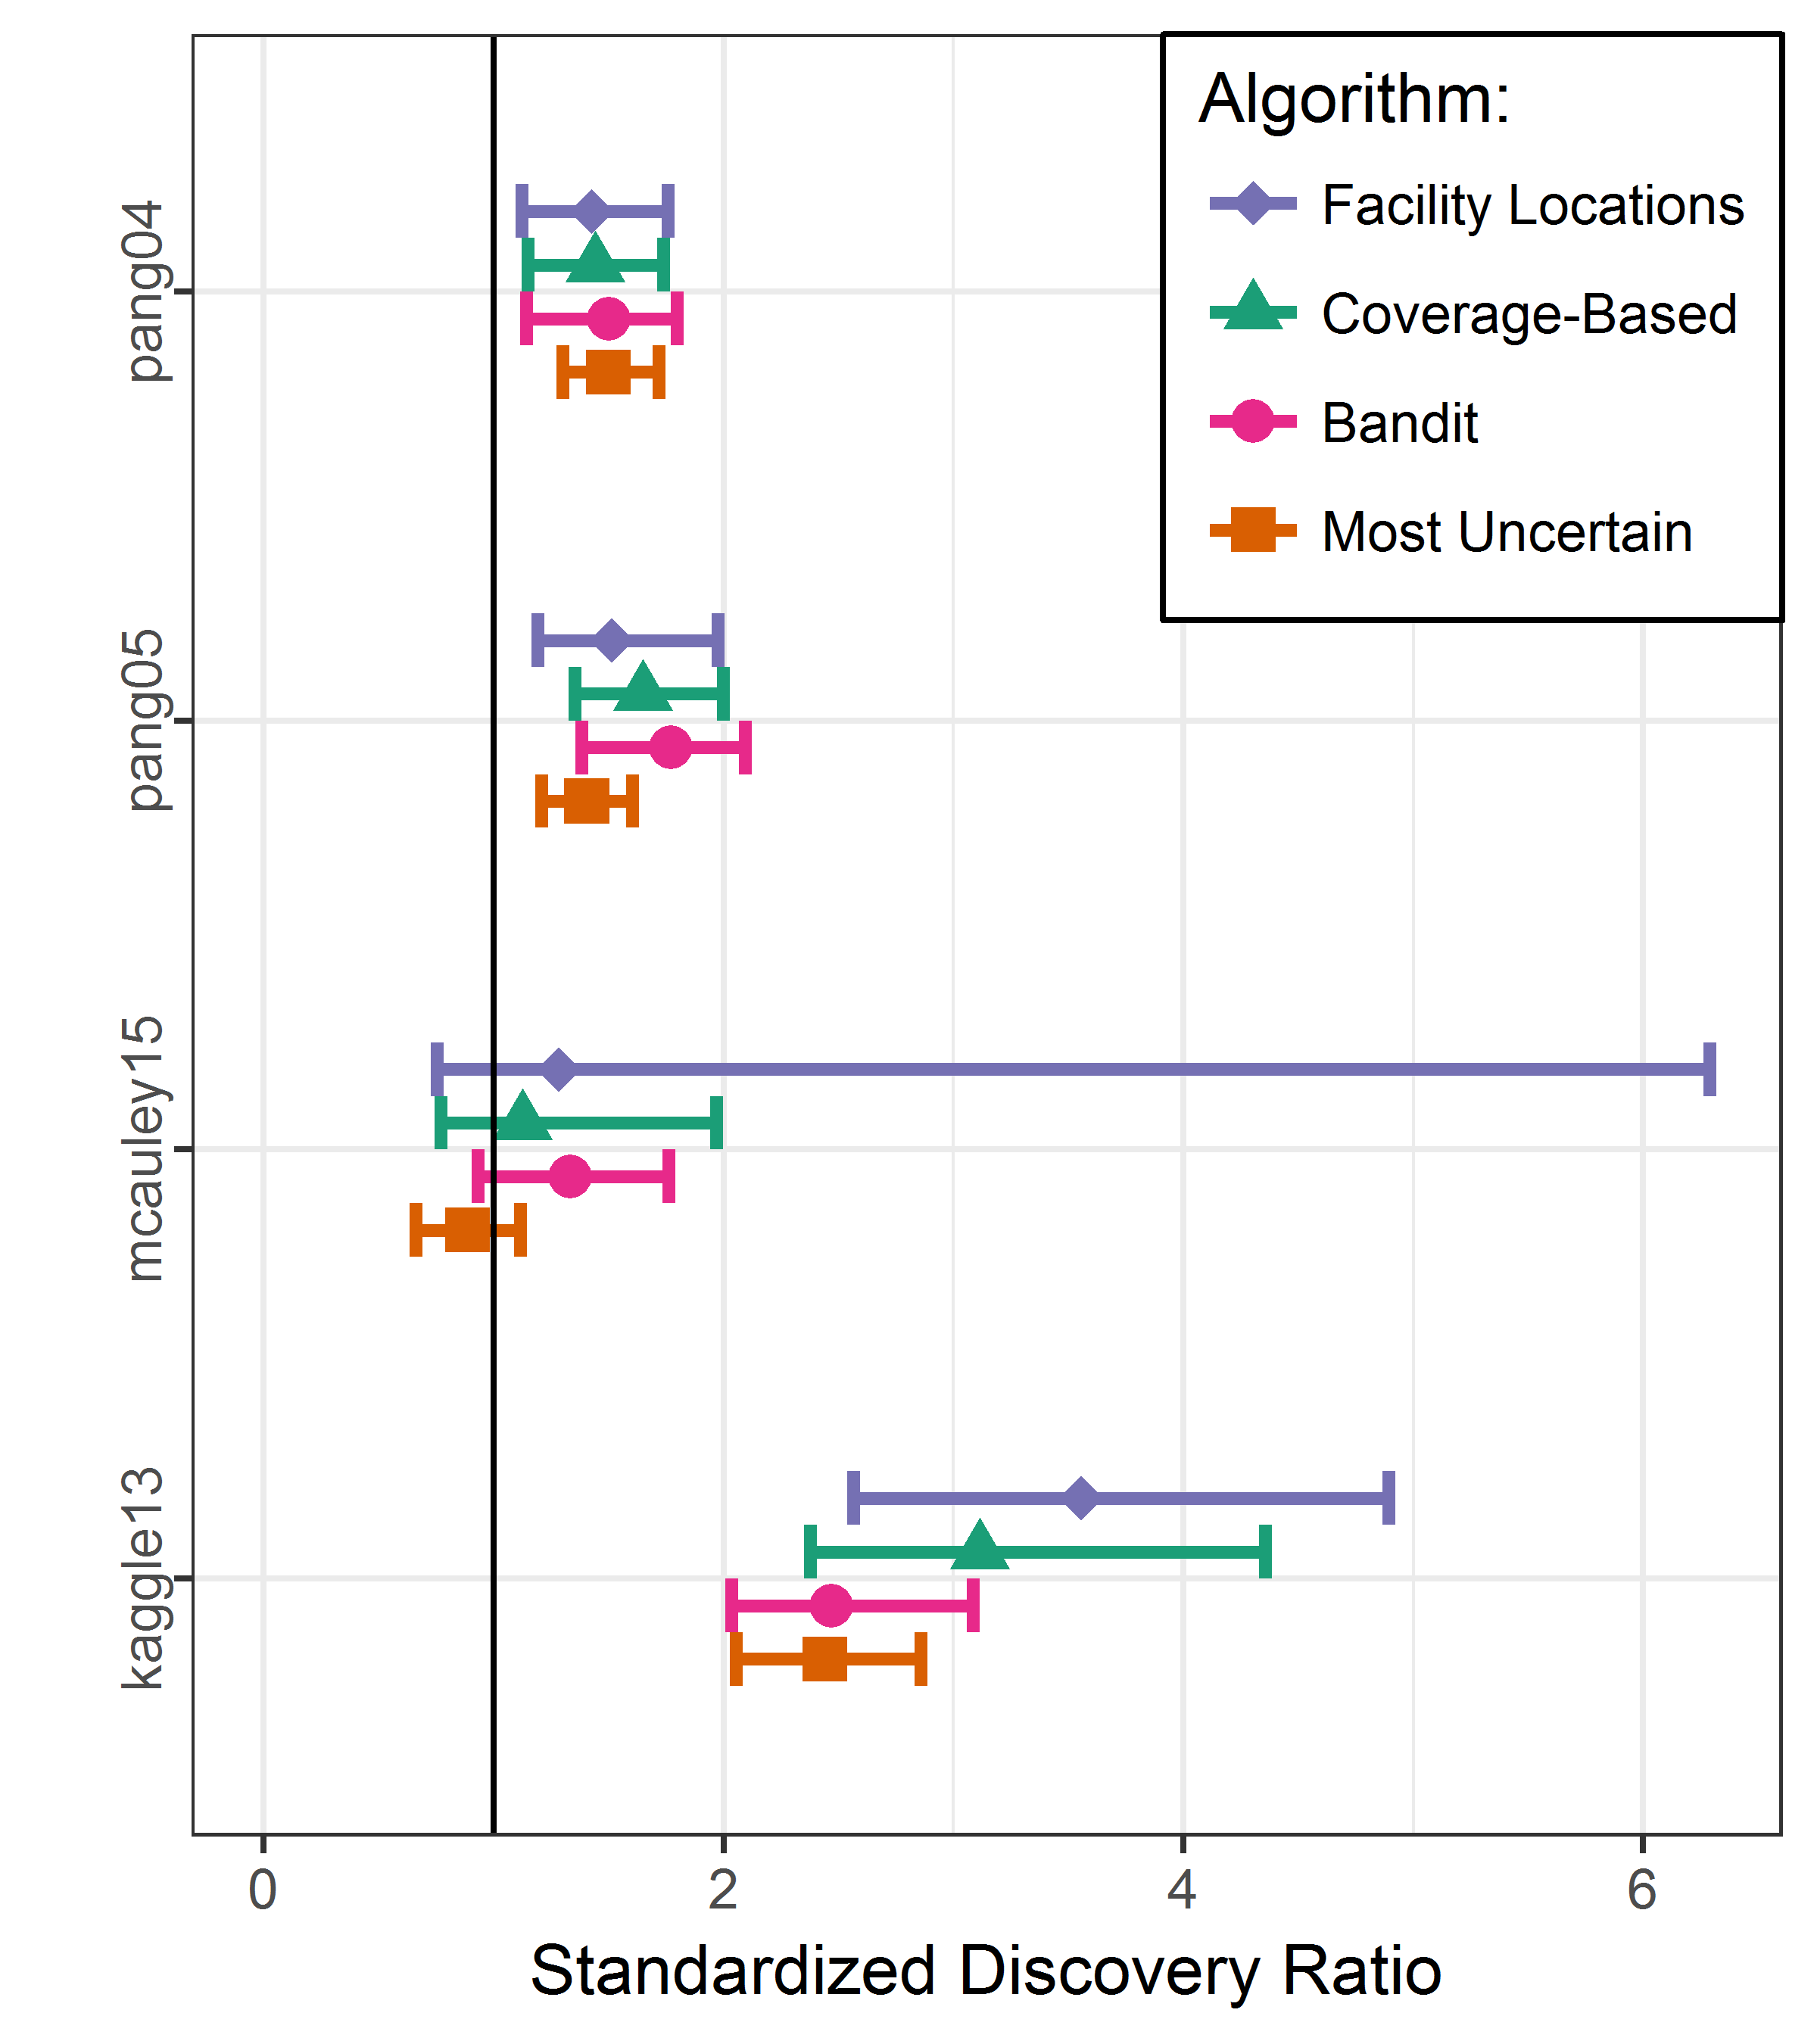 Algorithm:
Facility Locations
Coverage-Based
Bandit
Most Uncertain
pang04
pang05
mcauley15
kaggle13
0 2 4 6
Standardized Discovery Ratio